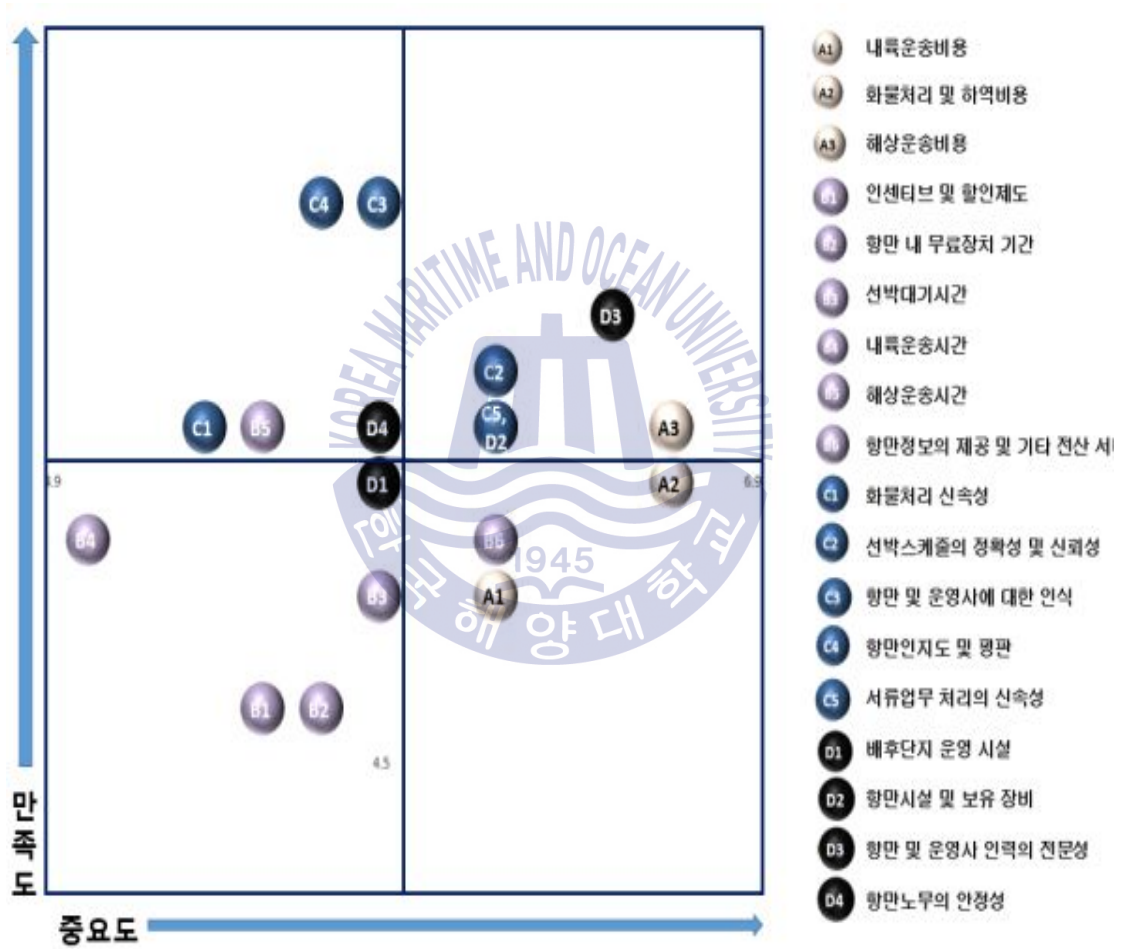 C4
C3
D3
C2
C1
B5
D4
C5,
D2
A3
4.9
D1
A2
6.9
B4
B6
B3
A1
B1
B2
4.5
만족도
중요도
KOREA MARITIME AND OCEAN UNIVERSITY
1945
한국해양대학교
A1 내륙운송비용
A2 화물처리 및 하역비용
A3 해상운송비용
B1 인센티브 및 할인제도
B2 항만 내 무료장치 기간
B3 선박대기시간
B4 내륙운송시간
B5 해상운송시간
B6 항만정보의 제공 및 기타 전산 서
C1 화물처리 신속성
C2 선박스케줄의 정확성 및 신뢰성
C3 항만 및 운영사에 대한 인식
C4 항만인지도 및 평판
C5 서류업무 처리의 신속성
D1 배후단지 운영 시설
D2 항만시설 및 보유 장비
D3 항만 및 운영사 인력의 전문성
D4 항만노무의 안정성